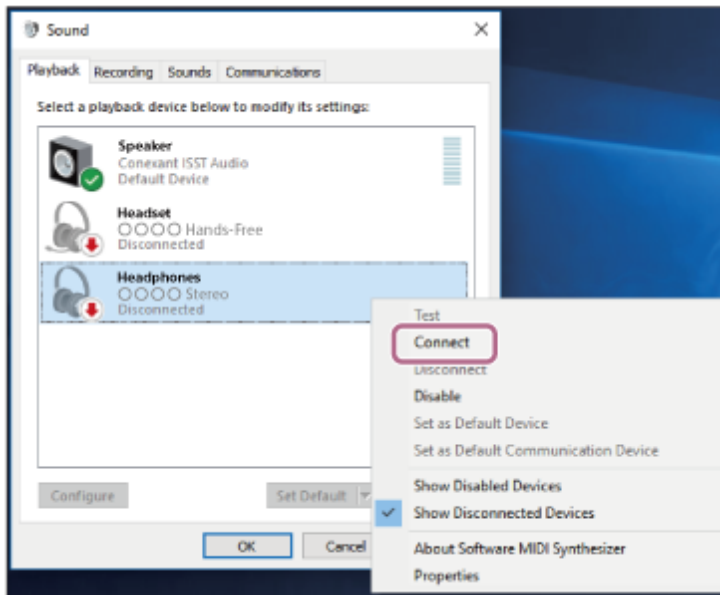 Sound
Playback Recording Sounds Communications
Select a playback device below to modify its settings:
Speaker
Conexant ISST Audio
Default Device
Headset
○○○○ Hands-Free
Disconnected
Headphones
○○○○ Stereo
Disconnected
Test
Connect
Disconnect
Disable
Set as Default Device
Set as Default Communication Device
Show Disabled Devices
Show Disconnected Devices
About Software MIDI Synthesizer
Properties
Configure Set Default
OK Cancel